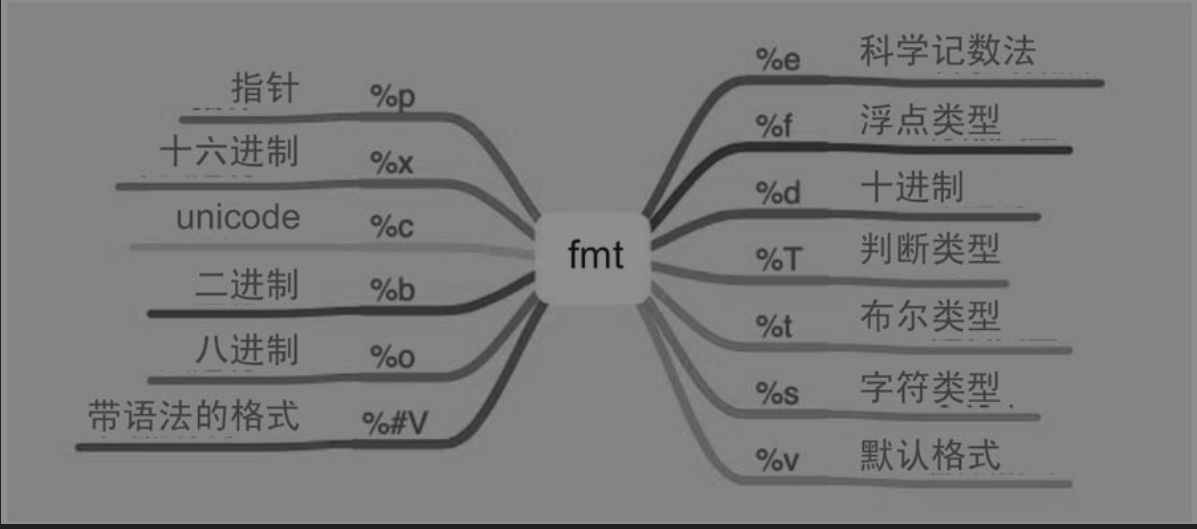 指针 %p
十六进制 %x
unicode %c
二进制 %b
八进制 %o
带语法的格式 %#V
fmt
%e 科学记数法
%f 浮点类型
%d 十进制
%T 判断类型
%t 布尔类型
%s 字符类型
%v 默认格式